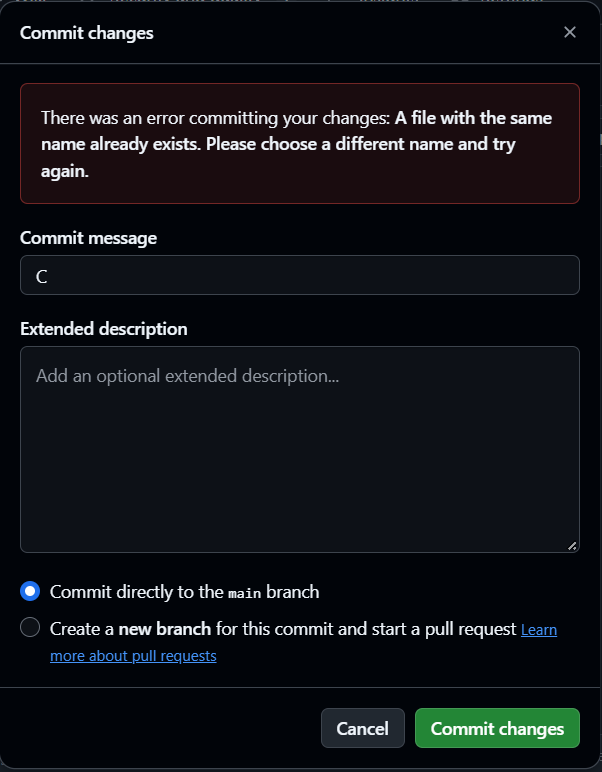 Commit changes
There was an error committing your changes: A file with the same
name already exists. Please choose a different name and try
again.
Commit message
C
Extended description
Add an optional extended description...
Commit directly to the main branch
Create a new branch for this commit and start a pull request Learn
more about pull requests
Cancel
Commit changes